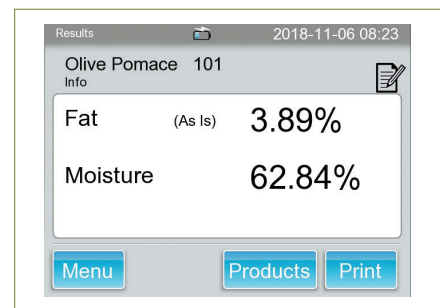 Results 2018-11-06 08:23
Olive Pomace 101
Info
Fat (As Is) 3.89%
Moisture 62.84%
Menu Products Print